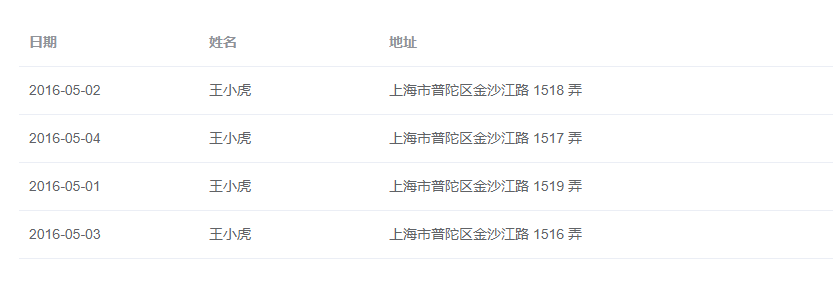 日期 姓名 地址
2016-05-02 王小虎 上海市普陀区金沙江路 1518 弄
2016-05-04 王小虎 上海市普陀区金沙江路 1517 弄
2016-05-01 王小虎 上海市普陀区金沙江路 1519 弄
2016-05-03 王小虎 上海市普陀区金沙江路 1516 弄